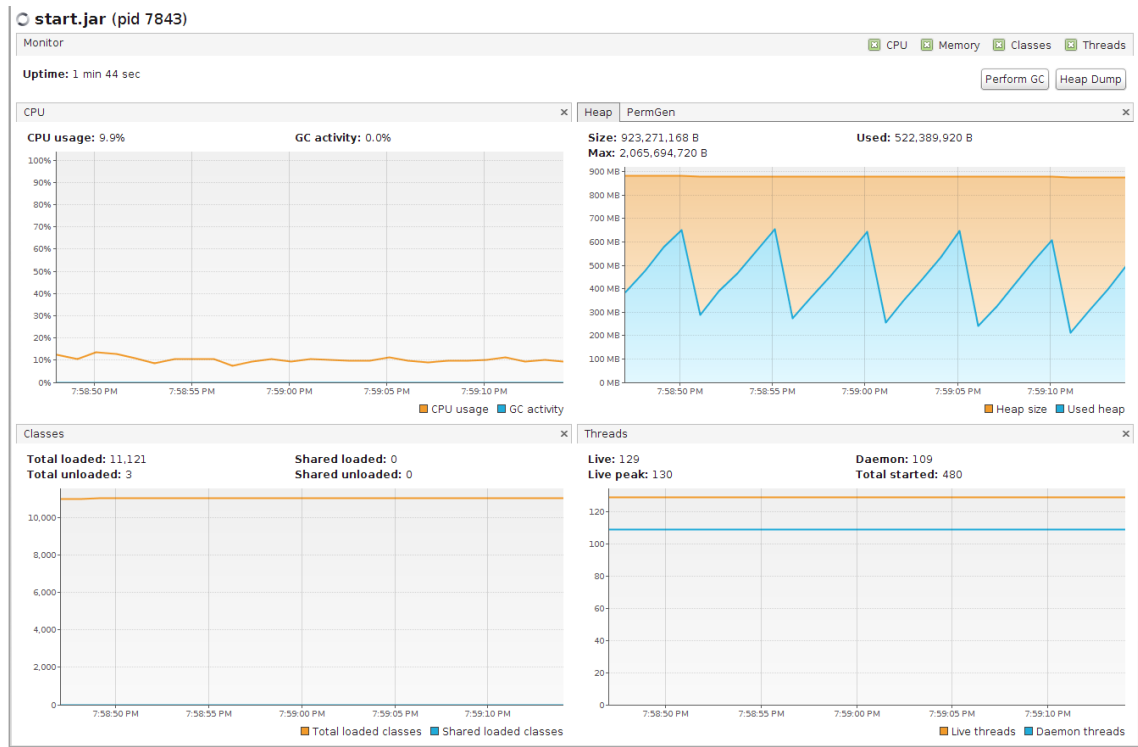 start.jar (pid 7843)
Monitor
CPU Memory Classes Threads
Uptime: 1 min 44 sec
Perform GC Heap Dump
CPU
CPU usage: 9.9% GC activity: 0.0%
100%
90%
80%
70%
60%
50%
40%
30%
20%
10%
0%
7:58:50 PM 7:58:55 PM 7:59:00 PM 7:59:05 PM 7:59:10 PM
CPU usage GC activity
Heap PermGen
Size: 923,271,168 B Used: 522,389,920 B
Max: 2,065,694,720 B
900 MB
800 MB
700 MB
600 MB
500 MB
400 MB
300 MB
200 MB
100 MB
0 MB
7:58:50 PM 7:58:55 PM 7:59:00 PM 7:59:05 PM 7:59:10 PM
Heap size Used heap
Classes
Total loaded: 11,121 Shared loaded: 0
Total unloaded: 3 Shared unloaded: 0
10,000
8,000
6,000
4,000
2,000
0
7:58:50 PM 7:58:55 PM 7:59:00 PM 7:59:05 PM 7:59:10 PM
Total loaded classes Shared loaded classes
Threads
Live: 129 Daemon: 109
Live peak: 130 Total started: 480
120
100
80
60
40
20
0
7:58:50 PM 7:58:55 PM 7:59:00 PM 7:59:05 PM 7:59:10 PM
Live threads Daemon threads